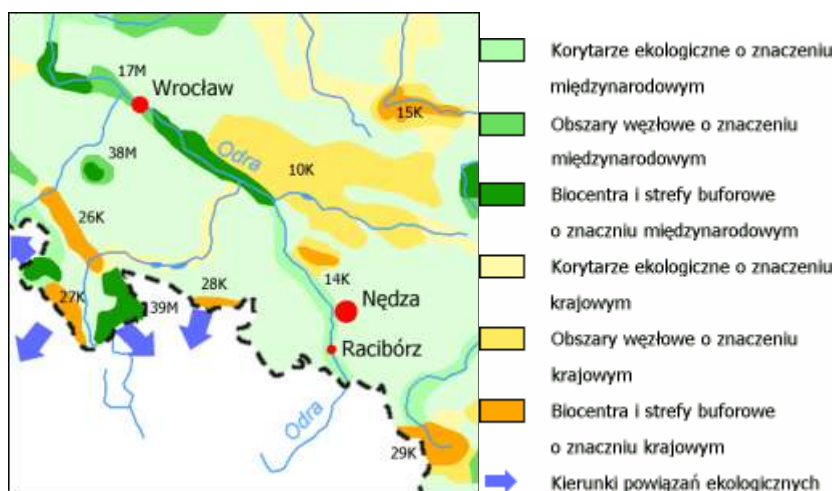 17M
Wrocław
15K
38M
Odra
10K
26K
14K
28K
27K
39M
Nędza
Racibórz
Odra
29K
Korytarze ekologiczne o znaczeniu
międzynarodowym
Obszary węzłowe o znaczeniu
międzynarodowym
Biocentra i strefy buforowe
o znaczniu międzynarodowym
Korytarze ekologiczne o znaczeniu
krajowym
Obszary węzłowe o znaczeniu
krajowym
Biocentra i strefy buforowe
o znaczniu krajowym
Kierunki powiązań ekologicznych